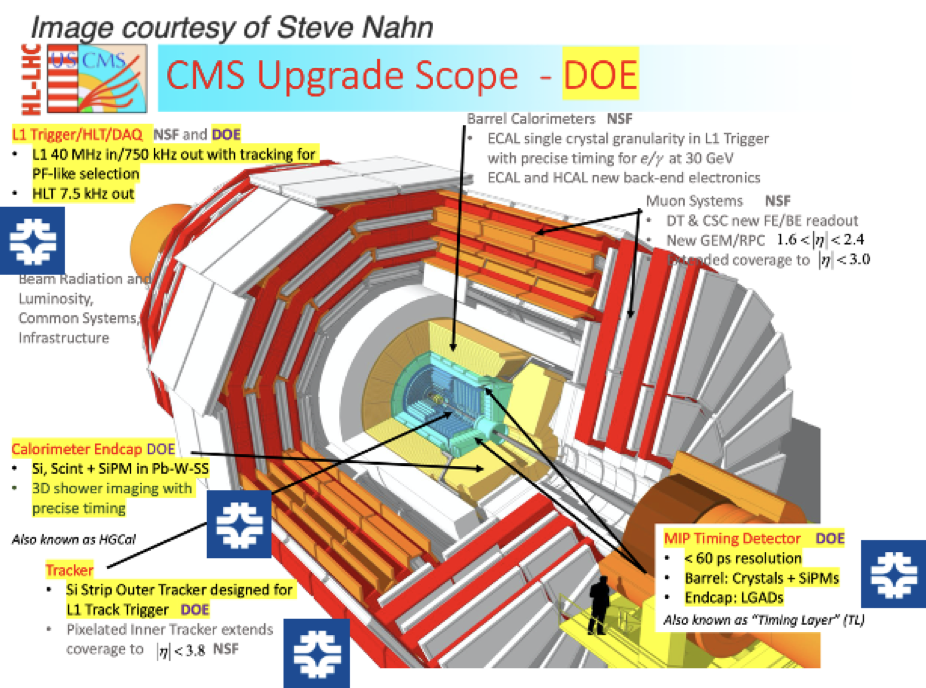 Image courtesy of Steve Nahn
HL-LHC
US CMS
CMS Upgrade Scope - DOE
L1 Trigger/HLT/DAQ NSF and DOE
• L1 40 MHz in/750 kHz out with tracking for
PF-like selection
• HLT 7.5 kHz out
Barrel Calorimeters NSF
• ECAL single crystal granularity in L1 Trigger
with precise timing for e/γ at 30 GeV
ECAL and HCAL new back-end electronics
Muon Systems NSF
• DT & CSC new FE/BE readout
• New GEM/RPC 1.6 < |η| < 2.4
Extended coverage to |η| < 3.0
Beam Radiation and
Luminosity,
Common Systems,
Infrastructure
Calorimeter Endcap DOE
• Si, Scint + SiPM in Pb-W-SS
• 3D shower imaging with
precise timing
Also known as HGCal
Tracker
• Si Strip Outer Tracker designed for
L1 Track Trigger DOE
• Pixelated Inner Tracker extends
coverage to |η| < 3.8 NSF
MIP Timing Detector DOE
• < 60 ps resolution
• Barrel: Crystals + SiPMs
• Endcap: LGADs
Also known as “Timing Layer” (TL)